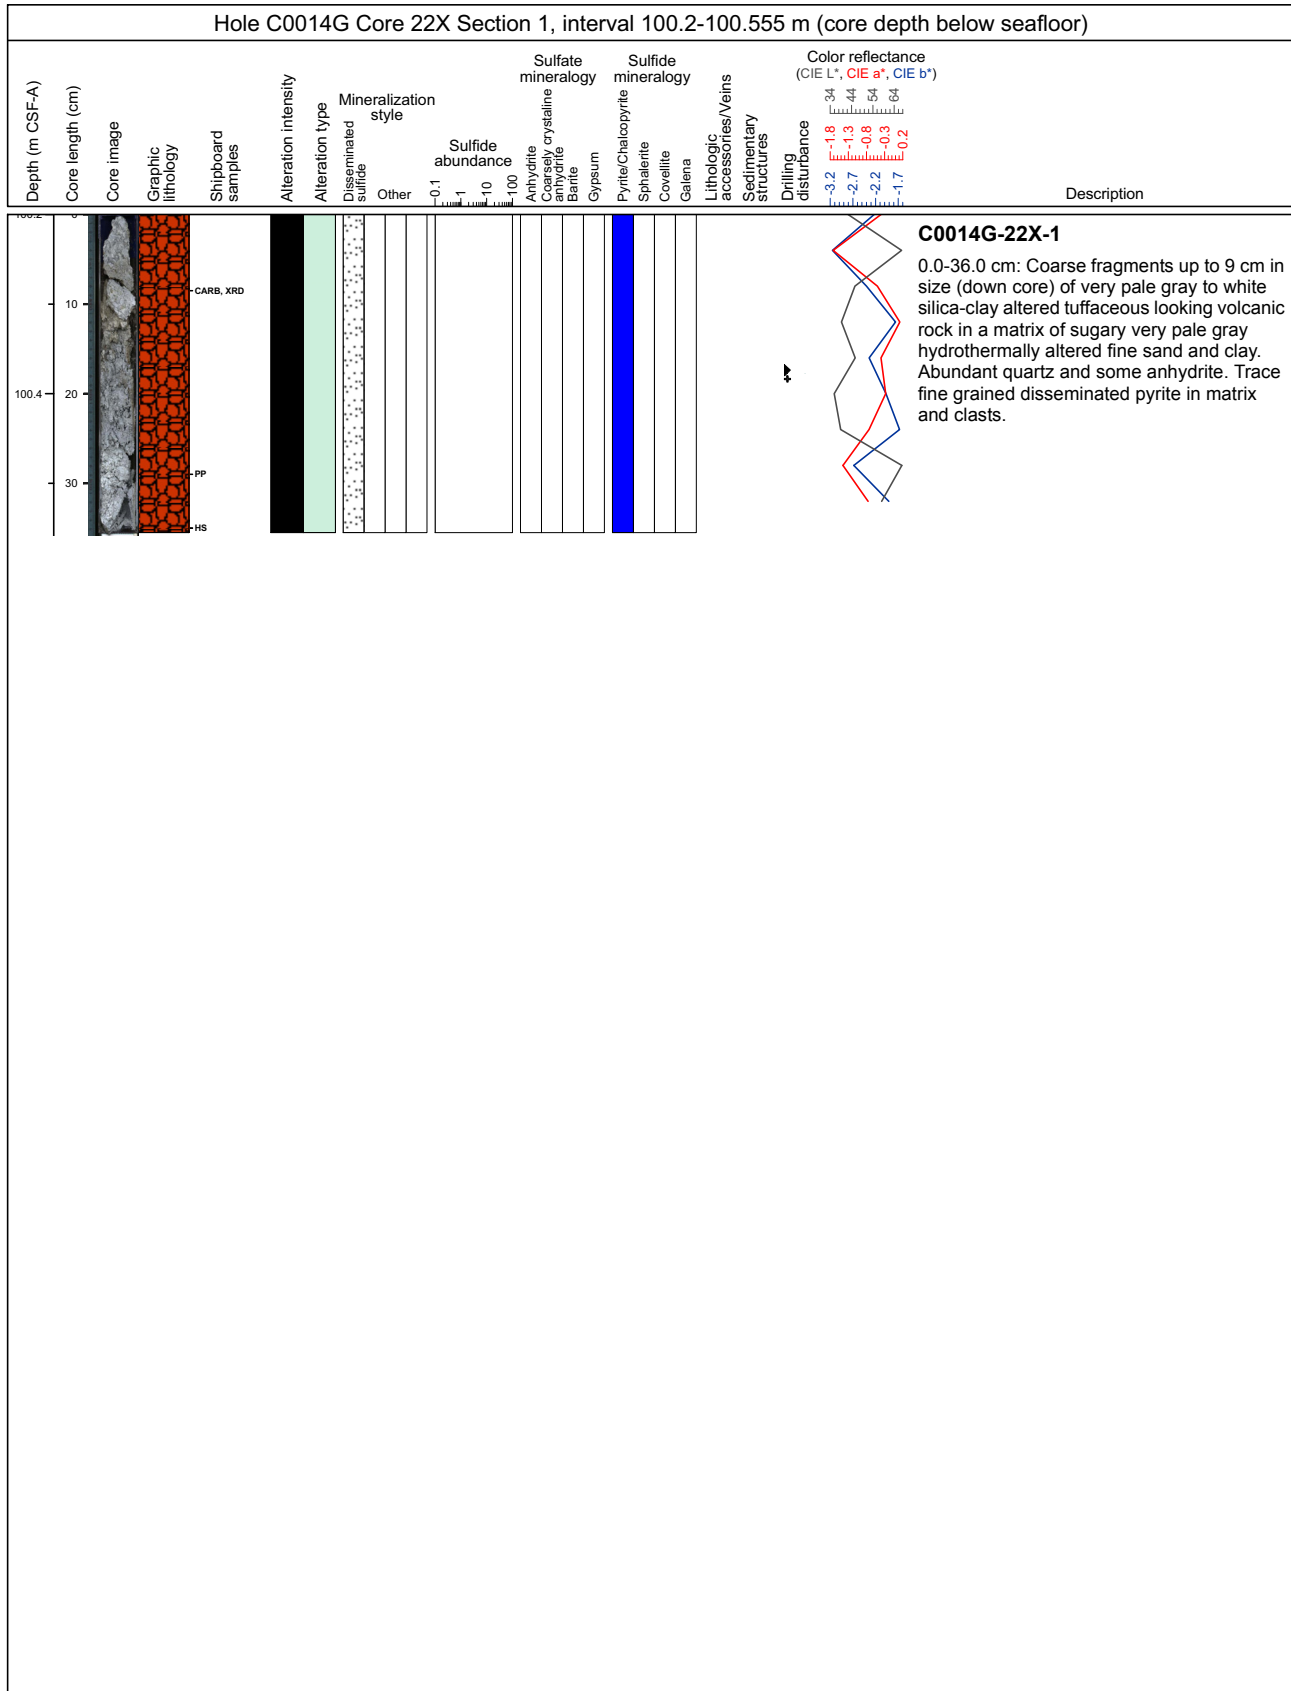 Hole C0014G Core 22X Section 1, interval 100.2-100.555 m (core depth below seafloor)
Depth (m CSF-A)
Core length (cm)
Core image
Graphic
lithology
Shipboard
samples
Alteration intensity
Alteration type
Mineralization
style
Disseminated
sulfide
Other
Sulfide
abundance
0.1
1
10
100
Sulfate
mineralogy
Anhydrite
Coarsely crystaline
anhydrite
Barite
Gypsum
Sulfide
mineralogy
Pyrite/Chalcopyrite
Sphalerite
Covellite
Galena
Lithologic
accessories/Veins
Sedimentary
structures
Drilling
disturbance
Color reflectance
(CIE L*, CIE a*, CIE b*)
34 44 54 64
-1.8 -1.3 -0.8 -0.3 0.2
-3.2 -2.7 -2.2 -1.7
Description
100.2
0
CARB, XRD
10
100.4
20
PP
30
HS
C0014G-22X-1
0.0-36.0 cm: Coarse fragments up to 9 cm in
size (down core) of very pale gray to white
silica-clay altered tuffaceous looking volcanic
rock in a matrix of sugary very pale gray
hydrothermally altered fine sand and clay.
Abundant quartz and some anhydrite. Trace
fine grained disseminated pyrite in matrix
and clasts.